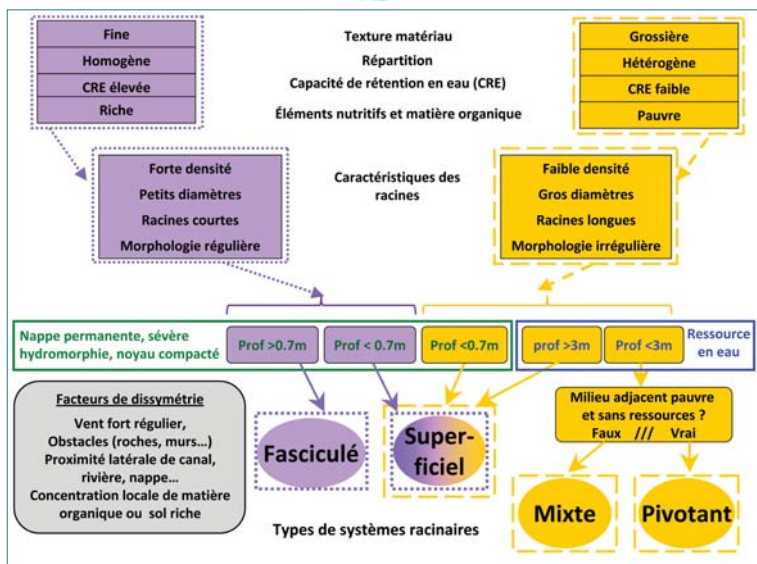 Fine
Homogène
CRE élevée
Riche
Texture matériau
Répartition
Capacité de rétention en eau (CRE)
Éléments nutritifs et matière organique
Grossière
Hétérogène
CRE faible
Pauvre
Forte densité
Petits diamètres
Racines courtes
Morphologie régulière
Caractéristiques des
racines
Faible densité
Gros diamètres
Racines longues
Morphologie irrégulière
Nappe permanente, sévère
hydromorphie, noyau compacté
Prof >0.7m
Prof < 0.7m
Prof <0.7m
prof >3m
Prof <3m
Ressource
en eau
Facteurs de dissymétrie
Vent fort régulier,
Obstacles (roches, murs...)
Proximité latérale de canal,
rivière, nappe...
Concentration locale de matière
organique ou sol riche
Fasciculé
Super-
ficiel
Milieu adjacent pauvre
et sans ressources ?
Faux /// Vrai
Mixte
Pivotant
Types de systèmes racinaires